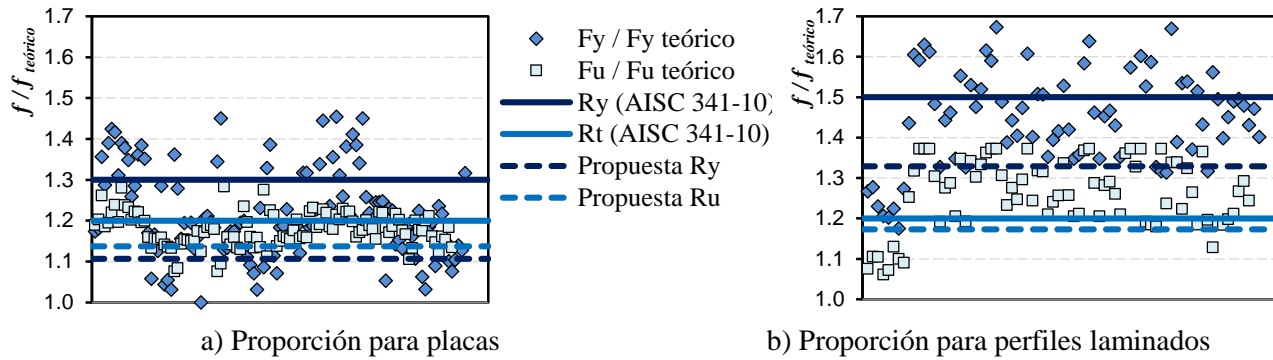 f / f teórico
1.7
1.6
1.5
1.4
1.3
1.2
1.1
1.0
a) Proporción para placas
Fy / Fy teórico
Fu / Fu teórico
Ry (AISC 341-10)
Rt (AISC 341-10)
Propuesta Ry
Propuesta Ru
f / f teórico
1.7
1.6
1.5
1.4
1.3
1.2
1.1
1.0
b) Proporción para perfiles laminados